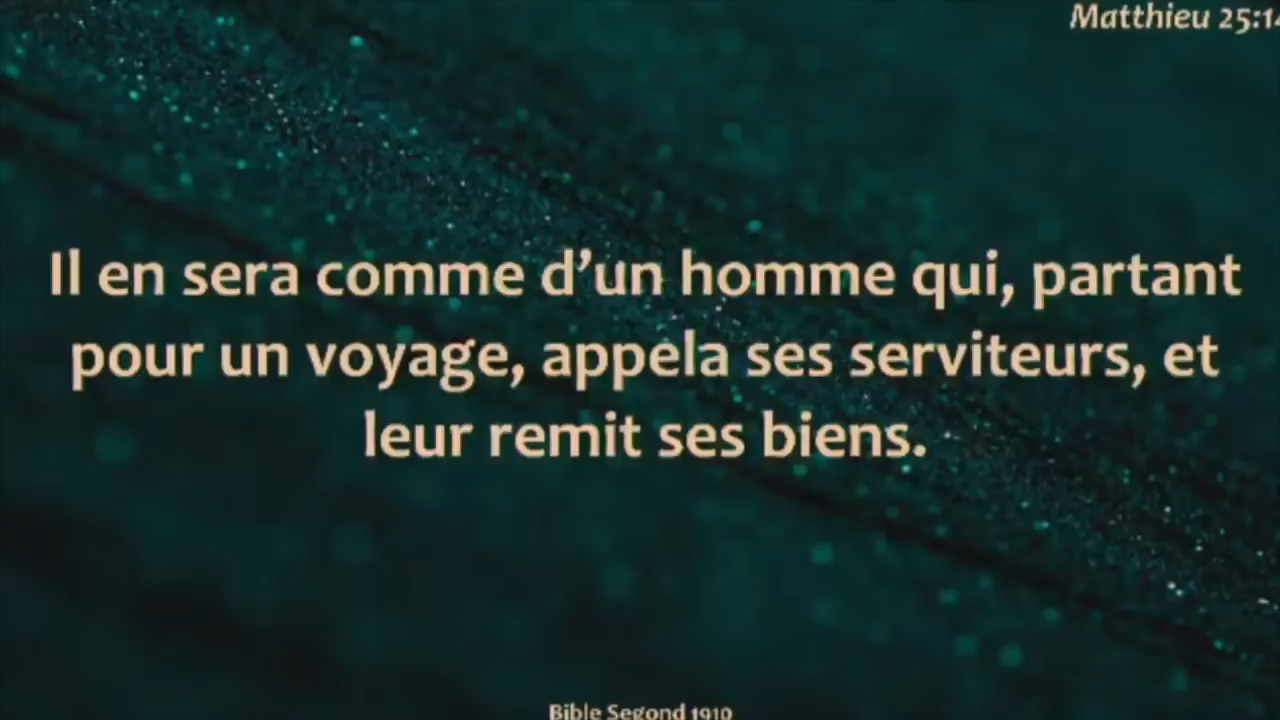 Matthieu 25:14
Il en sera comme d’un homme qui, partant
pour un voyage, appela ses serviteurs, et
leur remit ses biens.
Bible Segond 1910